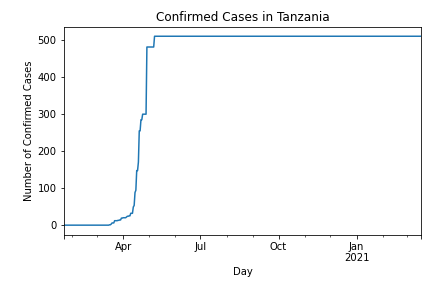 Confirmed Cases in Tanzania
500
400
300
200
100
0
Number of Confirmed Cases
Apr Jul Oct Jan
2021
Day